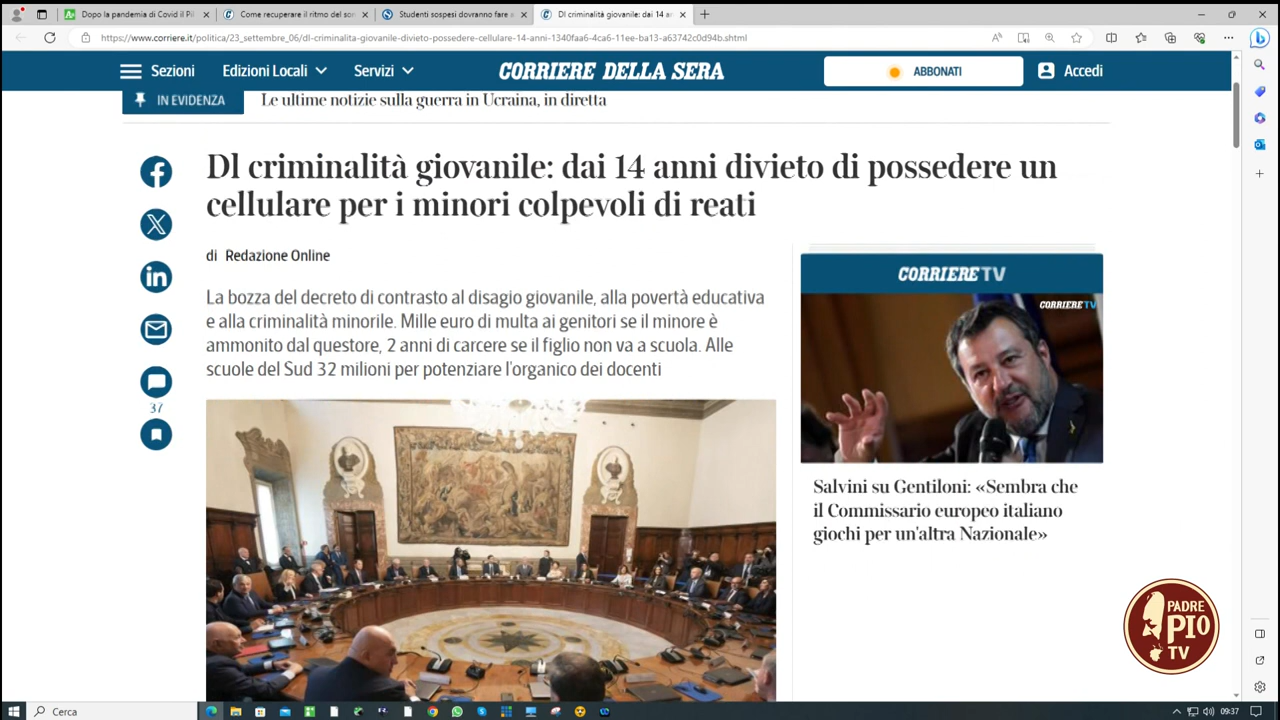 Dopo la pandemia di Covid il Pil
Come recuperare il ritmo del son
Studenti sospesi dovranno fare a
Dl criminalità giovanile: dai 14 an
https://www.corriere.it/politica/23_settembre_06/dl-criminalita-giovanile-divieto-possedere-cellulare-14-anni-1340faa6-4ca6-11ee-ba13-a63742c0d94b.shtml
Sezioni
Edizioni Locali
Servizi
CORRIERE DELLA SERA
ABBONATI
Accedi
IN EVIDENZA
Le ultime notizie sulla guerra in Ucraina, in diretta
Dl criminalità giovanile: dai 14 anni divieto di possedere un
cellulare per i minori colpevoli di reati
di Redazione Online
La bozza del decreto di contrasto al disagio giovanile, alla povertà educativa
e alla criminalità minorile. Mille euro di multa ai genitori se il minore è
ammonito dal questore, 2 anni di carcere se il figlio non va a scuola. Alle
scuole del Sud 32 milioni per potenziare l'organico dei docenti
37
CORRIERE TV
CORRIERE TV
Salvini su Gentiloni: «Sembra che
il Commissario europeo italiano
giochi per un'altra Nazionale»
PADRE
PIO
TV
Cerca
09:37